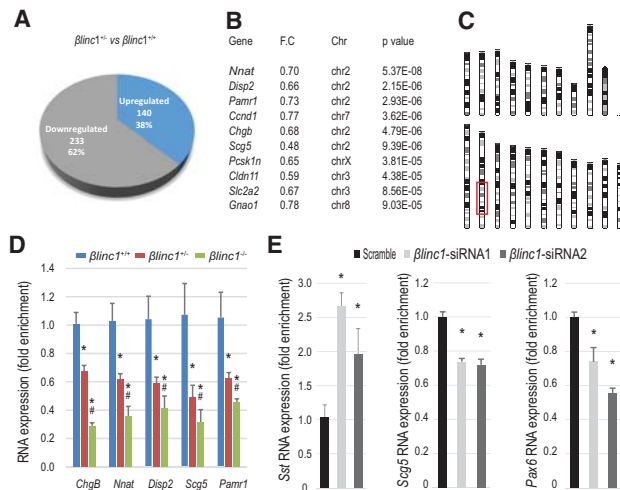 A
βlinc1+/- vs βlinc1+/+
Upregulated
140
38%
Downregulated
233
62%
B
Gene F.C Chr p value
Nnat 0.70 chr2 5.37E-08
Disp2 0.66 chr2 2.15E-06
Pamr1 0.73 chr2 2.93E-06
Ccnd1 0.77 chr7 3.62E-06
Chgb 0.68 chr2 4.79E-06
Scg5 0.48 chr2 9.39E-06
Pcsk1n 0.65 chrX 3.81E-05
Cldn11 0.59 chr3 4.38E-05
Slc2a2 0.67 chr3 8.56E-05
Gnao1 0.78 chr8 9.03E-05
C
D
βlinc1+/+ βlinc1+/- βlinc1-/-
RNA expression (fold enrichment)
1.4
1.2
1.0
0.8
0.6
0.4
0.2
0.0
* * * * *
* * * * *
# # # # #
ChgB Nnat Disp2 Scg5 Pamr1
E
Scramble βlinc1-siRNA1 βlinc1-siRNA2
Sst RNA expression (fold enrichment)
3.0
2.5
2.0
1.5
1.0
0.5
0.0
* *
Scg5 RNA expression (fold enrichment)
1.2
1.0
0.8
0.6
0.4
0.2
0.0
* *
Pax6 RNA expression (fold enrichment)
1.2
1.0
0.8
0.6
0.4
0.2
0.0
* *